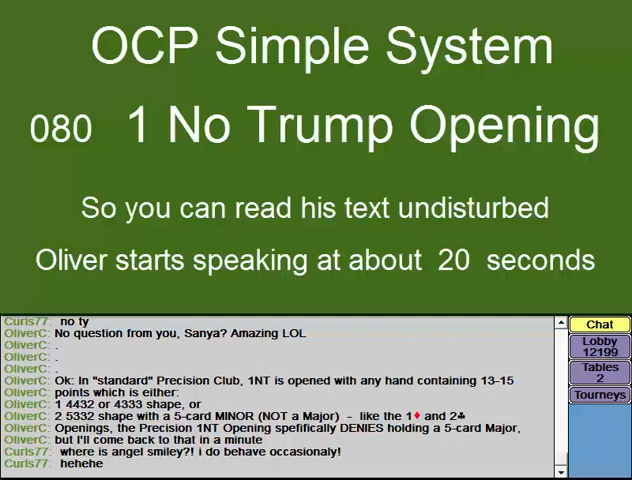 OCP Simple System
080 1 No Trump Opening
So you can read his text undisturbed
Oliver starts speaking at about 20 seconds
Curls77: no ty
OliverC: No question from you, Sanya? Amazing LOL
OliverC: .
OliverC: .
OliverC: .
OliverC: Ok: In "standard" Precision Club, 1NT is opened with any hand containing 13-15
OliverC: points which is either:
OliverC: 1 4432 or 4333 shape, or
OliverC: 2 5332 shape with a 5-card MINOR (NOT a Major) - like the 1♦ and 2♣
OliverC: Openings, the Precision 1NT Opening spefifically DENIES holding a 5-card Major,
OliverC: but I'll come back to that in a minute
Curls77: where is angel smiley?! i do behave occasionaly!
Curls77: hehehe
Chat
Lobby
12199
Tables
2
Tourneys